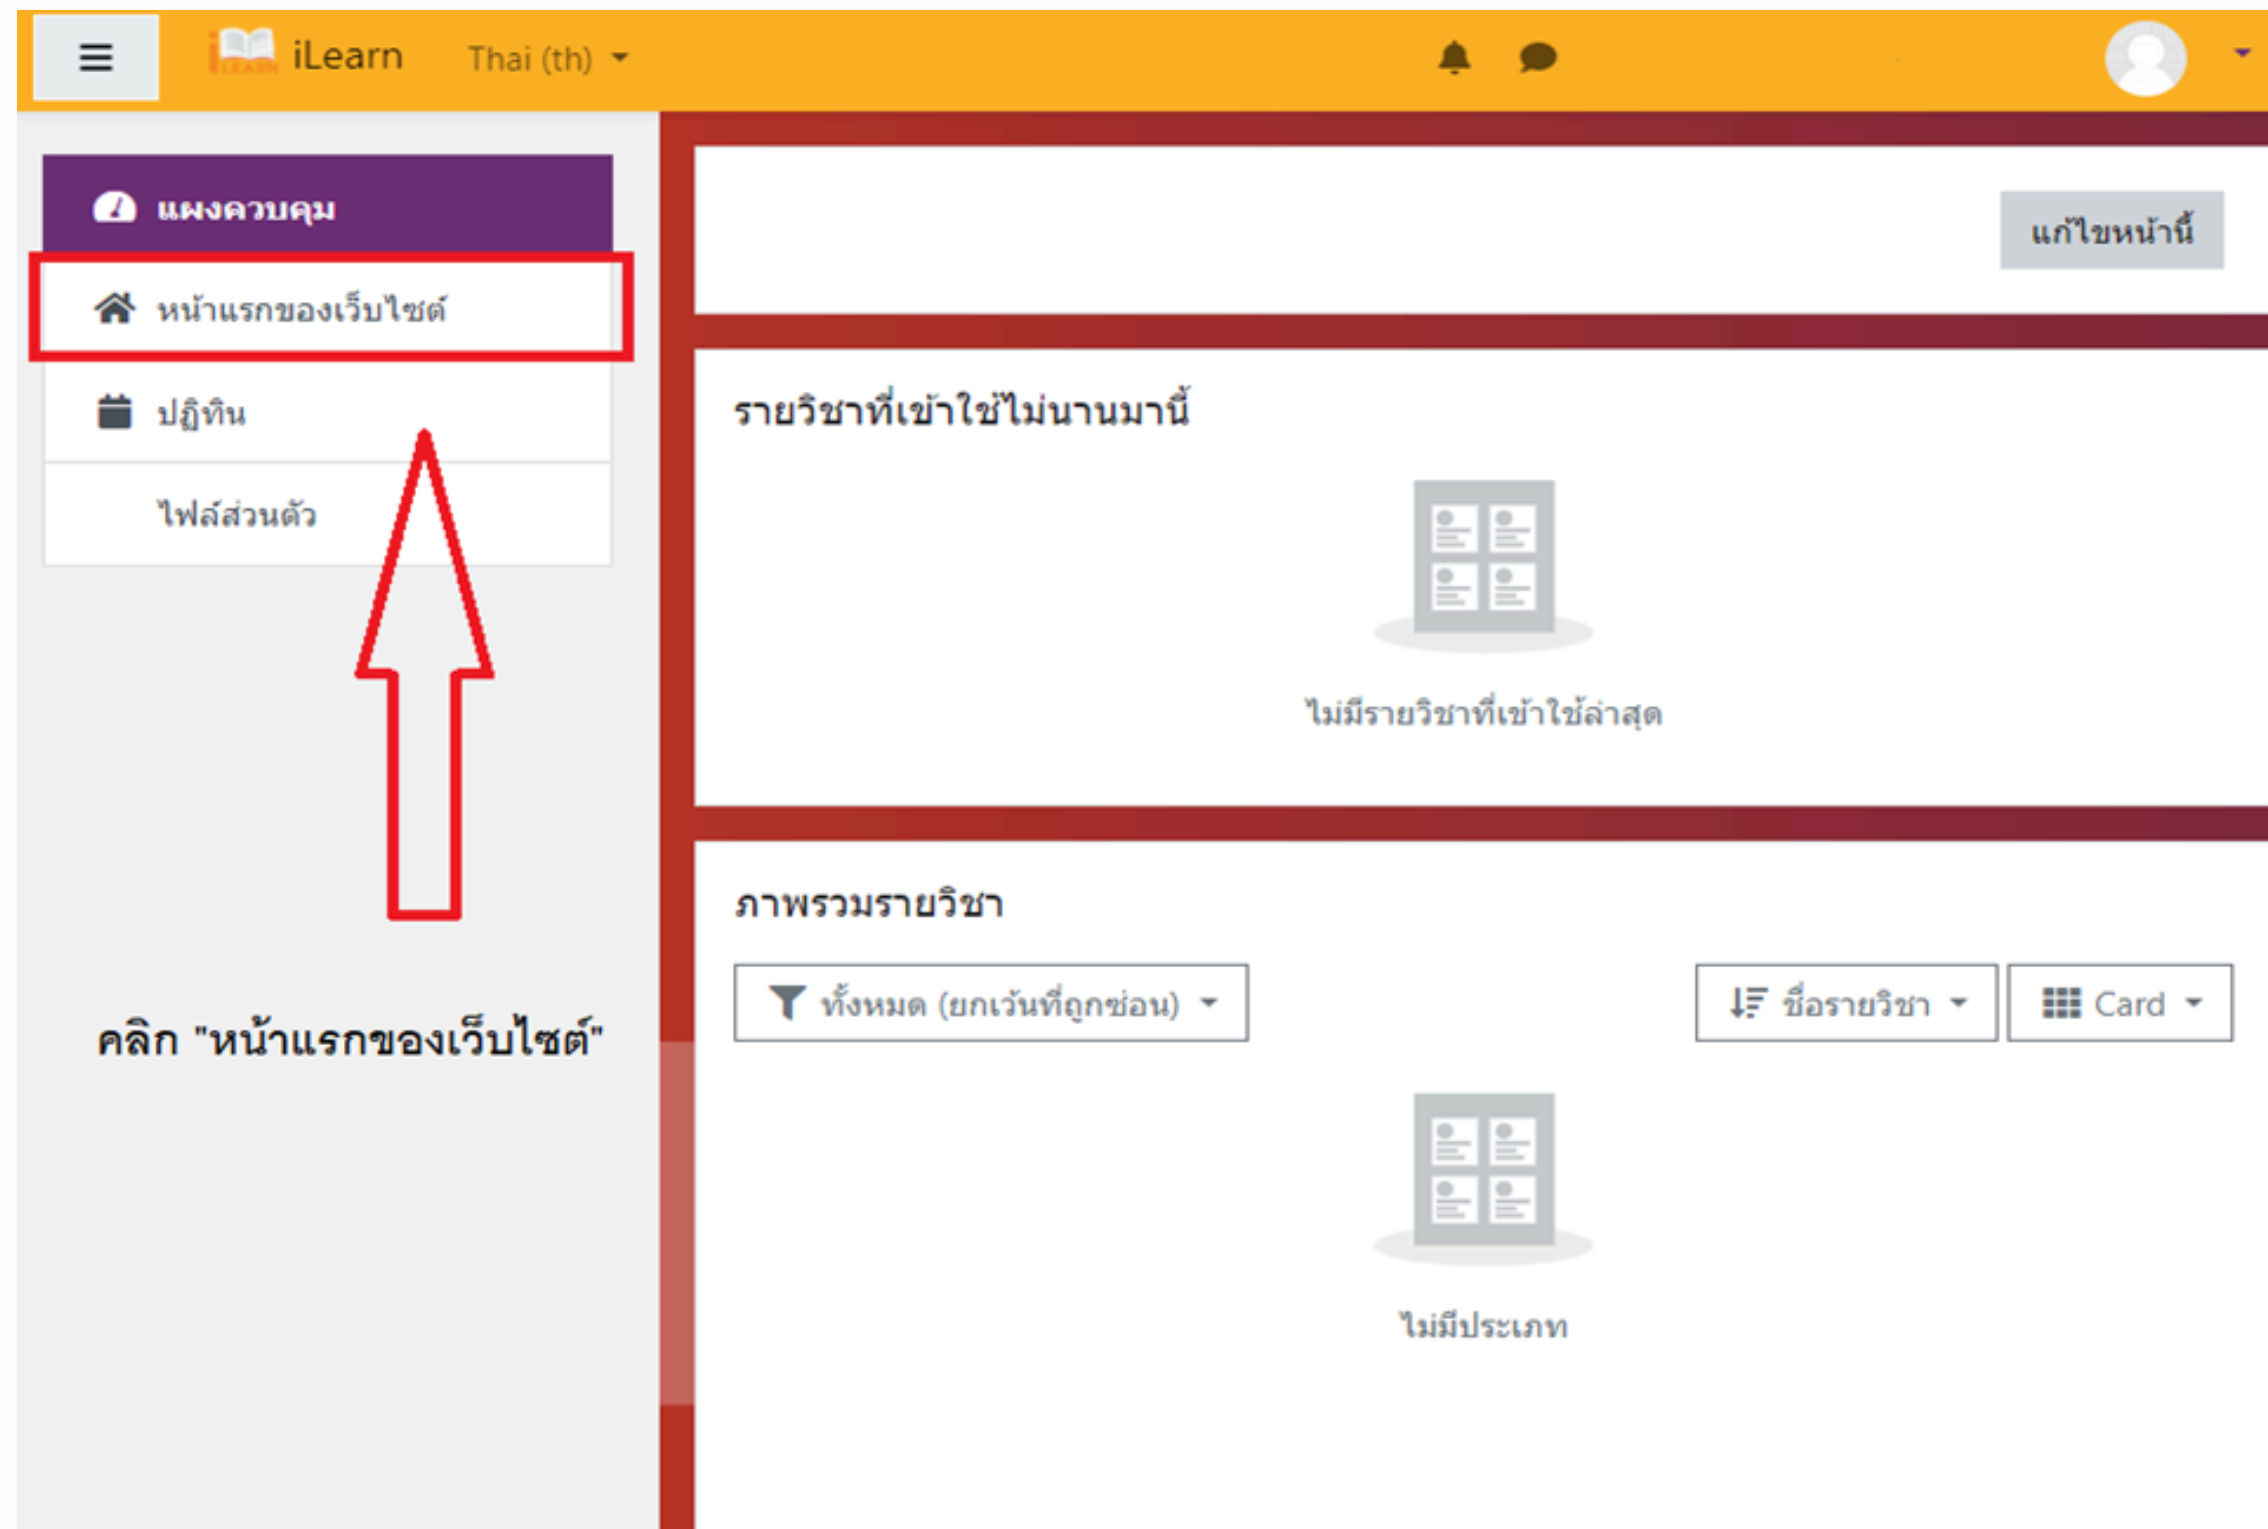 iLearn Thai (th)
แผงควบคุม
หน้าแรกของเว็บไซต์
ปฏิทิน
ไฟล์ส่วนตัว
คลิก "หน้าแรกของเว็บไซต์"
แก้ไขหน้านี้
รายวิชาที่เข้าใช้ไม่นานมานี้
ไม่มีรายวิชาที่เข้าใช้ล่าสุด
ภาพรวมรายวิชา
ทั้งหมด (ยกเว้นที่ถูกซ่อน) ชื่อรายวิชา Card
ไม่มีประเภท